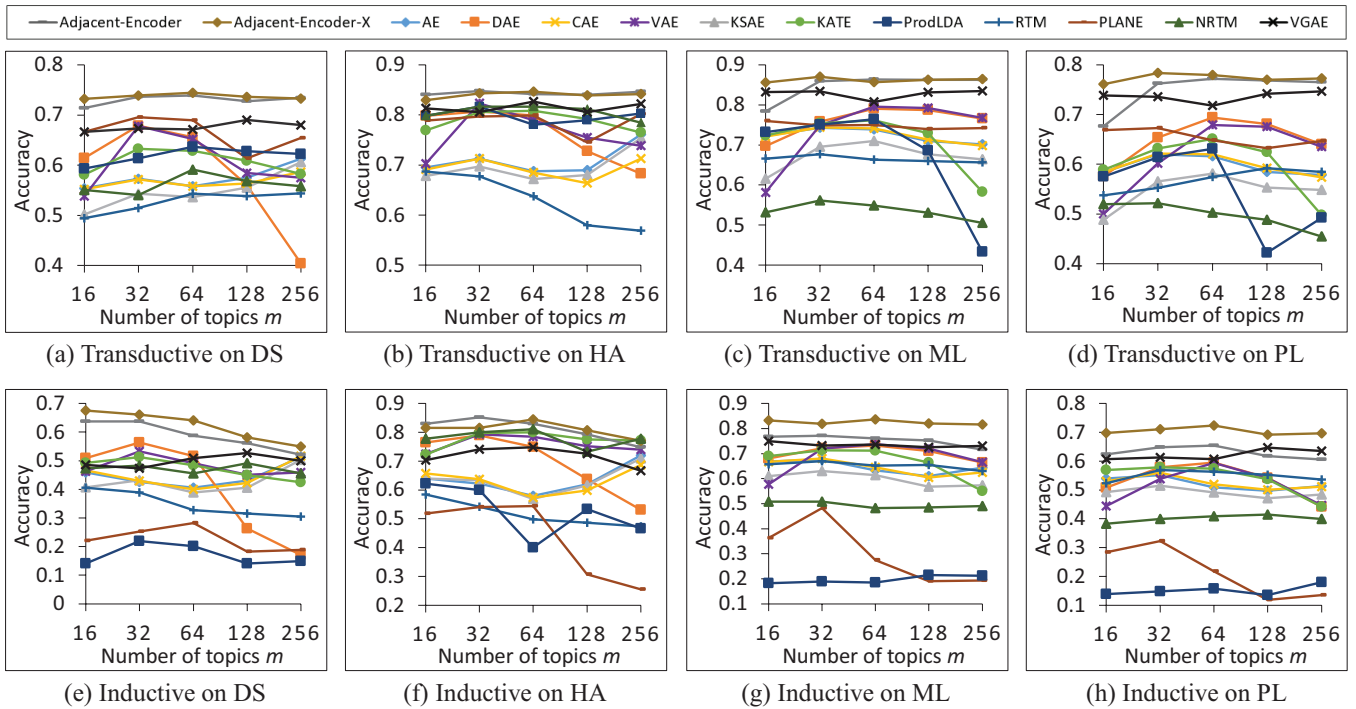 Adjacent-Encoder Adjacent-Encoder-X AE DAE CAE VAE KSAE KATE ProdLDA RTM PLANE NRTM VGAE
0.8
0.7
0.6
0.5
0.4
Accuracy
16 32 64 128 256
Number of topics m
(a) Transductive on DS
0.9
0.8
0.7
0.6
0.5
Accuracy
16 32 64 128 256
Number of topics m
(b) Transductive on HA
0.9
0.8
0.7
0.6
0.5
0.4
Accuracy
16 32 64 128 256
Number of topics m
(c) Transductive on ML
0.8
0.7
0.6
0.5
0.4
Accuracy
16 32 64 128 256
Number of topics m
(d) Transductive on PL
0.7
0.6
0.5
0.4
0.3
0.2
0.1
0
Accuracy
16 32 64 128 256
Number of topics m
(e) Inductive on DS
0.9
0.8
0.7
0.6
0.5
0.4
0.3
0.2
Accuracy
16 32 64 128 256
Number of topics m
(f) Inductive on HA
0.9
0.8
0.7
0.6
0.5
0.4
0.3
0.2
0.1
Accuracy
16 32 64 128 256
Number of topics m
(g) Inductive on ML
0.8
0.7
0.6
0.5
0.4
0.3
0.2
0.1
Accuracy
16 32 64 128 256
Number of topics m
(h) Inductive on PL